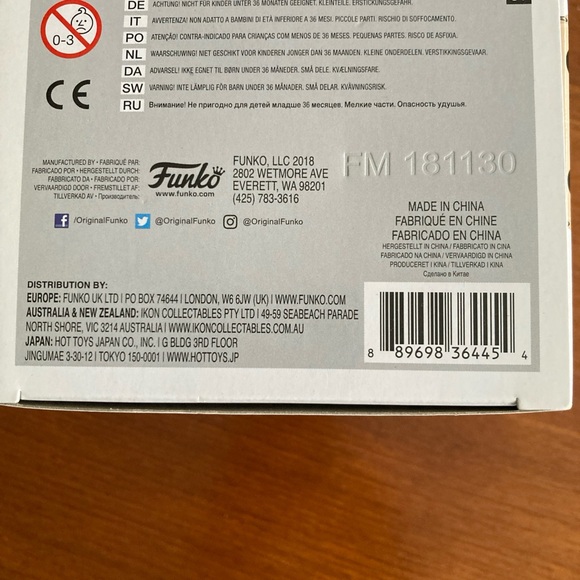 DE ACHTUNG! NICHT FÜR KINDER UNTER 36 MONATEN GEEIGNET. KLEINTEILE. ERSTICKUNGSGEFAHR.
IT AVVERTENZA! NON ADATTO A BAMBINI DI ETÀ INFERIORE A 36 MESI. PICCOLE PARTI. RISCHIO DI SOFFOCAMENTO.
PO ATENÇÃO! CONTRA-INDICADO PARA CRIANÇAS COM MENOS DE 36 MESES. PEQUENAS PARTES. RISCO DE ASFIXIA.
NL WAARSCHUWING! NIET GESCHIKT VOOR KINDEREN JONGER DAN 36 MAANDEN. KLEINE ONDERDELEN. VERSTIKKINGSGEVAAR.
DA ADVARSEL! IKKE EGNET TIL BØRN UNDER 36 MÅNEDER. SMÅ DELE. KVÆLNINGSFARE.
SW VARNING! INTE LÄMPLIG FÖR BARN UNDER 36 MÅNADER. SMÅ DELAR. KVÄVNINGSRISK.
RU Внимание! Не пригодно для детей младше 36 месяцев. Мелкие части. Опасность удушья.
0-3
CE
MANUFACTURED BY • FABRIQUÉ PAR:
FABRICADO POR • HERGESTELLT DURCH:
FABBRICATO DA • FABRICADO POR:
VERVAARDIGD DOOR • FREMSTILLET AF:
TILLVERKAD AV • Производитель:
Funko
www.funko.com
FUNKO, LLC 2018
2802 WETMORE AVE
EVERETT, WA 98201
(425) 783-3616
FM 181130
/OriginalFunko @OriginalFunko @OriginalFunko
MADE IN CHINA
FABRIQUÉ EN CHINE
FABRICADO EN CHINA
HERGESTELLT IN CHINA / FABBRICATO IN CINA
FABRICADO NA CHINA / VERVAARDIGD IN CHINA
PRODUCERET I KINA / TILLVERKAD I KINA
Сделано в Китае
DISTRIBUTION BY:
EUROPE: FUNKO UK LTD I PO BOX 74644 I LONDON, W6 6JW (UK) I WWW.FUNKO.COM
AUSTRALIA & NEW ZEALAND: IKON COLLECTABLES PTY LTD I 49-59 SEABEACH PARADE
NORTH SHORE, VIC 3214 AUSTRALIA I WWW.IKONCOLLECTABLES.COM.AU
JAPAN: HOT TOYS JAPAN CO., INC. I G BLDG 3RD FLOOR
JINGUMAE 3-30-12 I TOKYO 150-0001 I WWW.HOTTOYS.JP
8 89698 36445 4